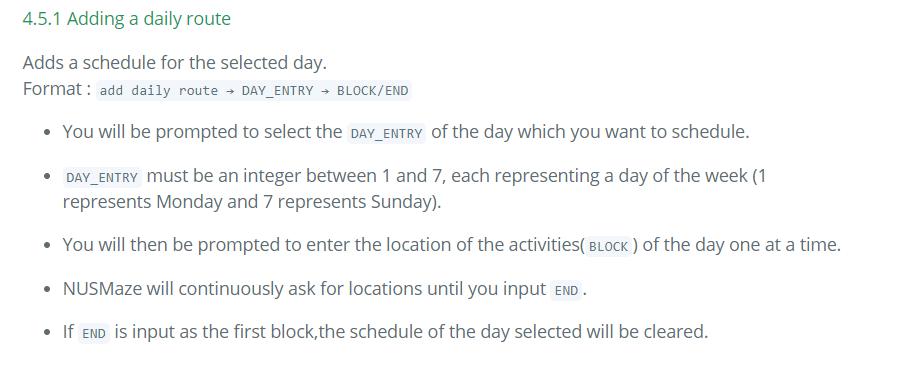 4.5.1 Adding a daily route
Adds a schedule for the selected day.
Format : add daily route → DAY_ENTRY → BLOCK/END
• You will be prompted to select the DAY_ENTRY of the day which you want to schedule.
• DAY_ENTRY must be an integer between 1 and 7, each representing a day of the week (1
represents Monday and 7 represents Sunday).
• You will then be prompted to enter the location of the activities( BLOCK ) of the day one at a time.
• NUSMaze will continuously ask for locations until you input END .
• If END is input as the first block,the schedule of the day selected will be cleared.